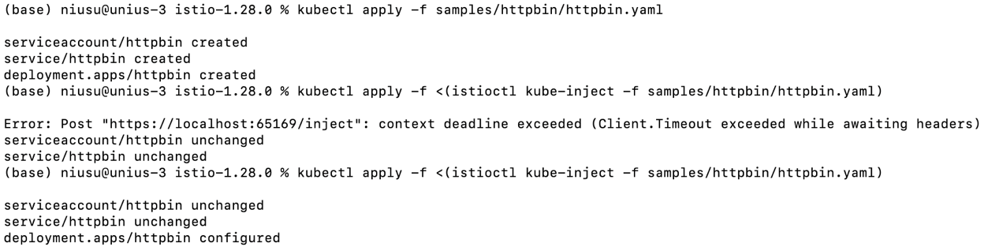 (base) niusu@unius-3 istio-1.28.0 % kubectl apply -f samples/httpbin/httpbin.yaml
serviceaccount/httpbin created
service/httpbin created
deployment.apps/httpbin created
(base) niusu@unius-3 istio-1.28.0 % kubectl apply -f <(istioctl kube-inject -f samples/httpbin/httpbin.yaml)
Error: Post "https://localhost:65169/inject": context deadline exceeded (Client.Timeout exceeded while awaiting headers)
serviceaccount/httpbin unchanged
service/httpbin unchanged
(base) niusu@unius-3 istio-1.28.0 % kubectl apply -f <(istioctl kube-inject -f samples/httpbin/httpbin.yaml)
serviceaccount/httpbin unchanged
service/httpbin unchanged
deployment.apps/httpbin configured